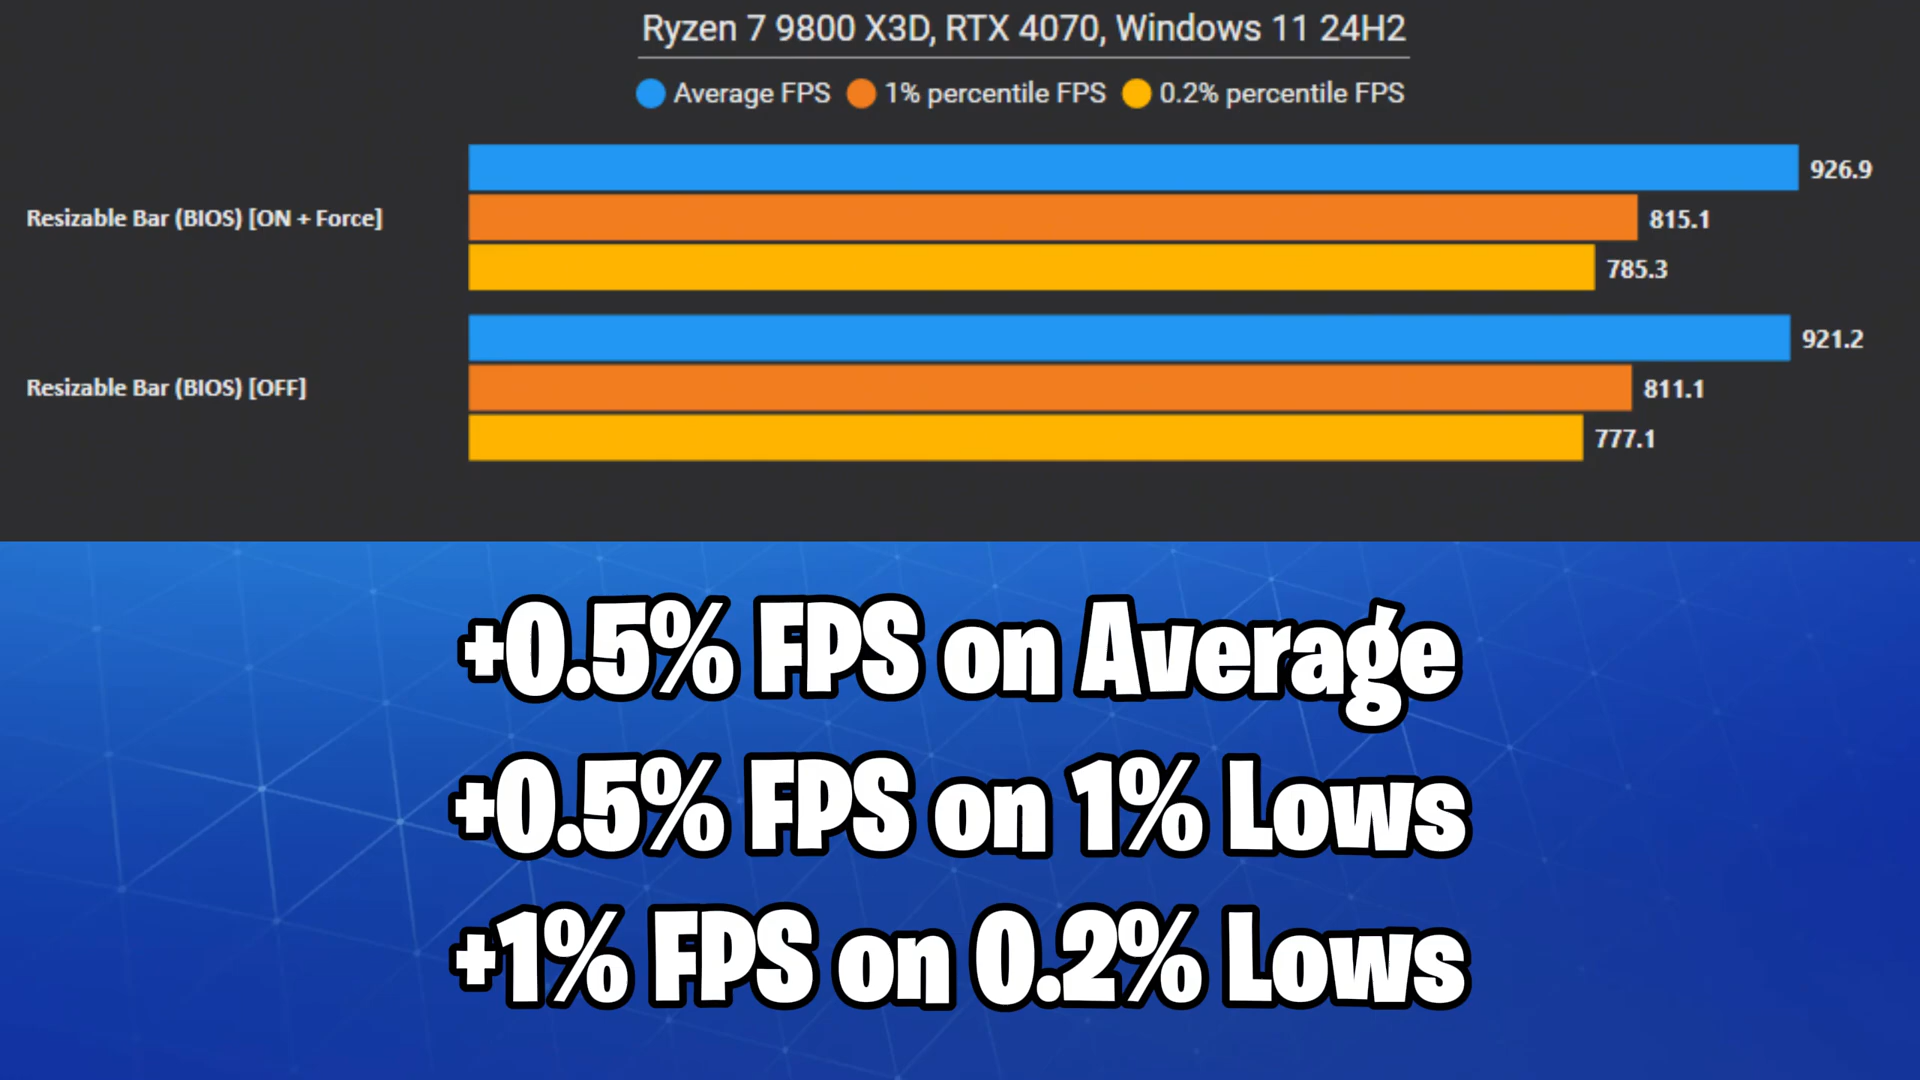 Ryzen 7 9800 X3D, RTX 4070, Windows 11 24H2
Average FPS 1% percentile FPS 0.2% percentile FPS
926.9
Resizable Bar (BIOS) [ON + Force] 815.1
785.3
921.2
Resizable Bar (BIOS) [OFF] 811.1
777.1
+0.5% FPS on Average
+0.5% FPS on 1% Lows
+1% FPS on 0.2% Lows